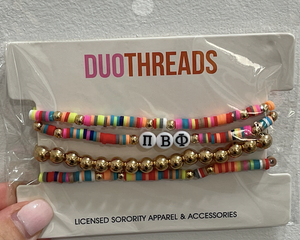 DUOTHREADS
ΠΒΦ
LICENSED SORORITY APPAREL & ACCESSORIES